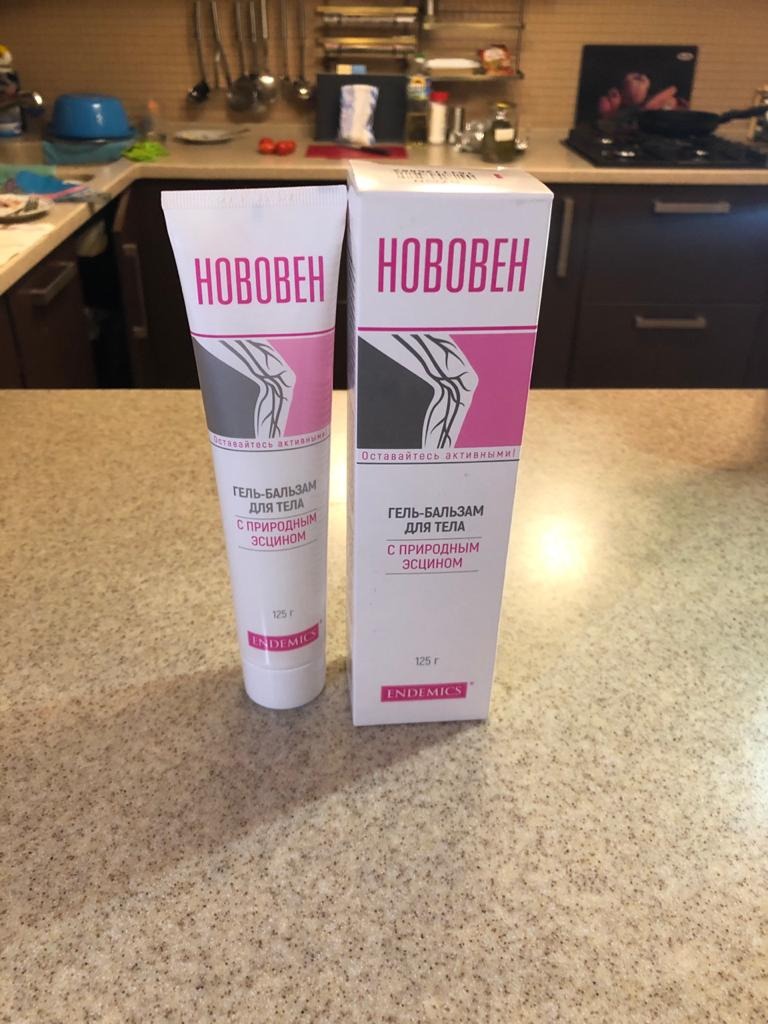 НОВОВЕН
Оставайтесь активными!
ГЕЛЬ-БАЛЬЗАМ
ДЛЯ ТЕЛА
С ПРИРОДНЫМ
ЭСЦИНОМ
125 г
ENDEMICS
НОВОВЕН
Оставайтесь активными!
ГЕЛЬ-БАЛЬЗАМ
ДЛЯ ТЕЛА
С ПРИРОДНЫМ
ЭСЦИНОМ
125 г
ENDEMICS®